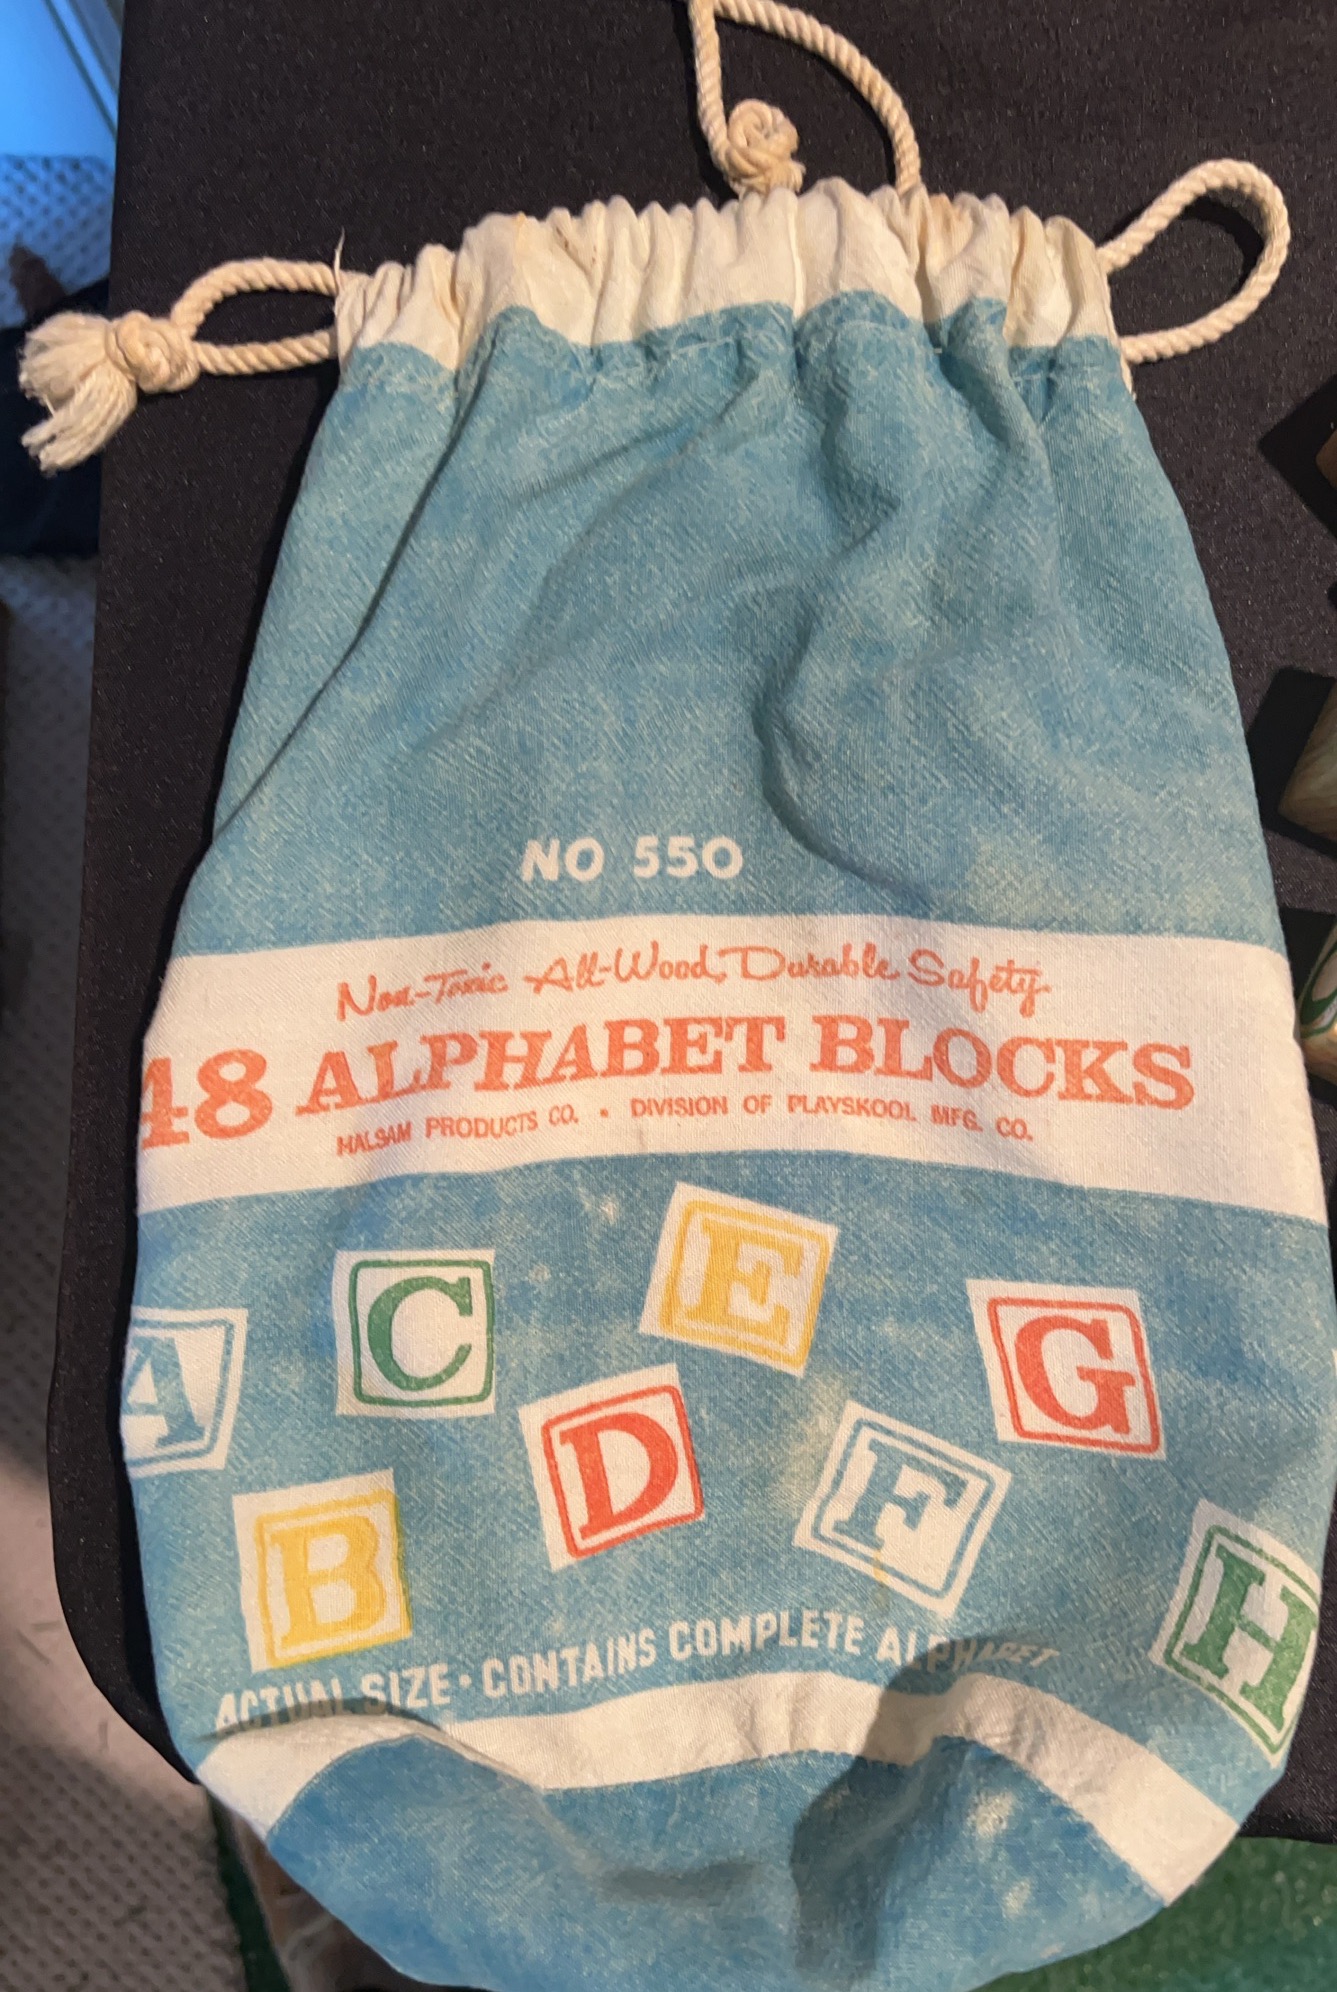 NO 550
Non-Toxic All-Wood, Durable Safety
48 ALPHABET BLOCKS
HALSAM PRODUCTS CO. • DIVISION OF PLAYSKOOL MFG. CO.
E
C
G
A
D
F
B
H
ACTUAL SIZE • CONTAINS COMPLETE ALPHABET